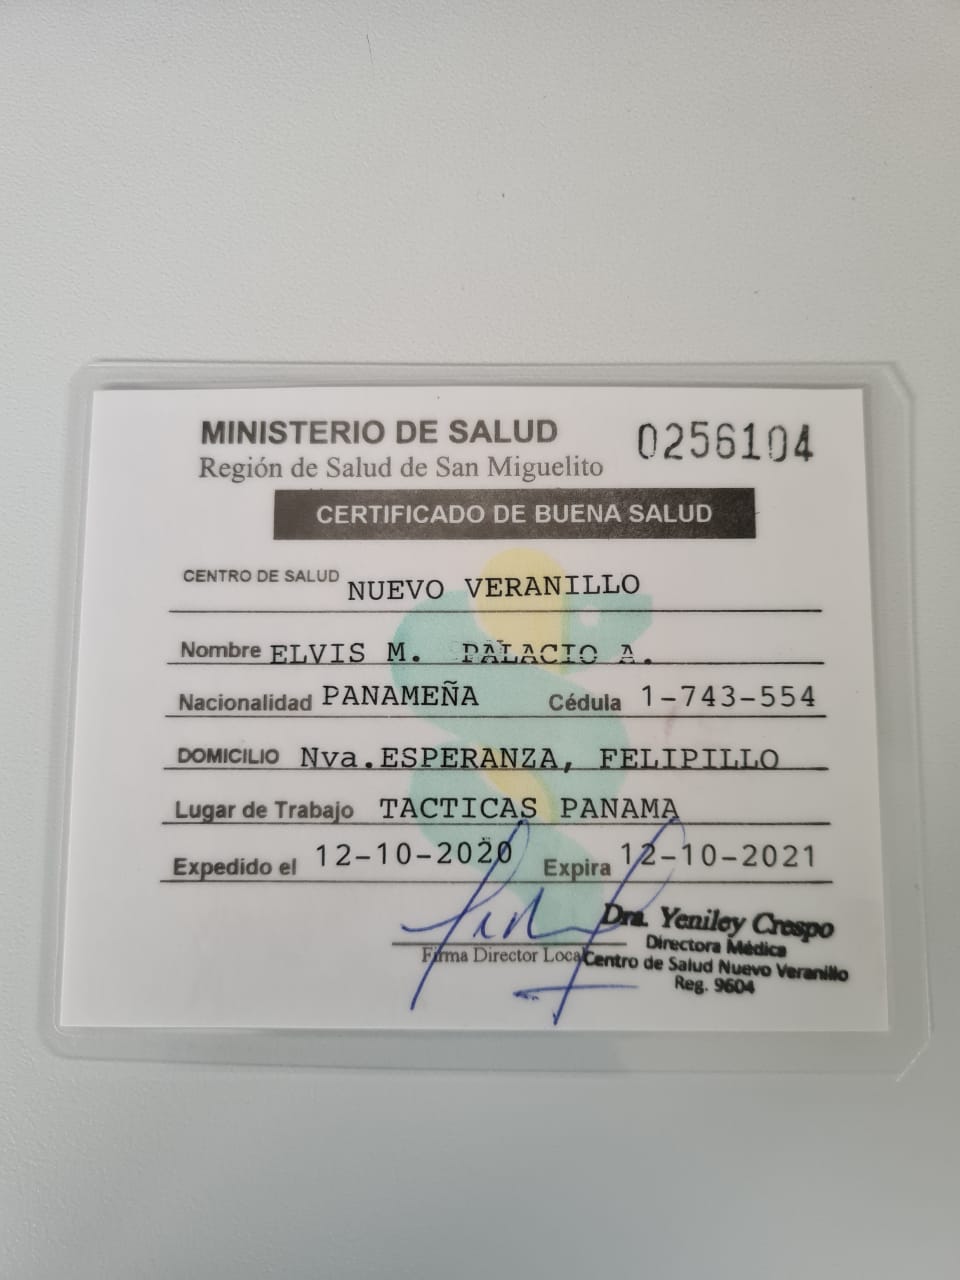 MINISTERIO DE SALUD
0256104
Región de Salud de San Miguelito
CERTIFICADO DE BUENA SALUD
CENTRO DE SALUD NUEVO VERANILLO
Nombre ELVIS M. PALACIO A.
Nacionalidad PANAMEÑA Cédula 1-743-554
DOMICILIO Nva.ESPERANZA, FELIPILLO
Lugar de Trabajo TACTICAS PANAMA
Expedido el 12-10-2020 Expira 12-10-2021
Firma Director Local
Dra. Yeniley Crespo
Directora Médica
Centro de Salud Nuevo Veranillo
Reg. 9604